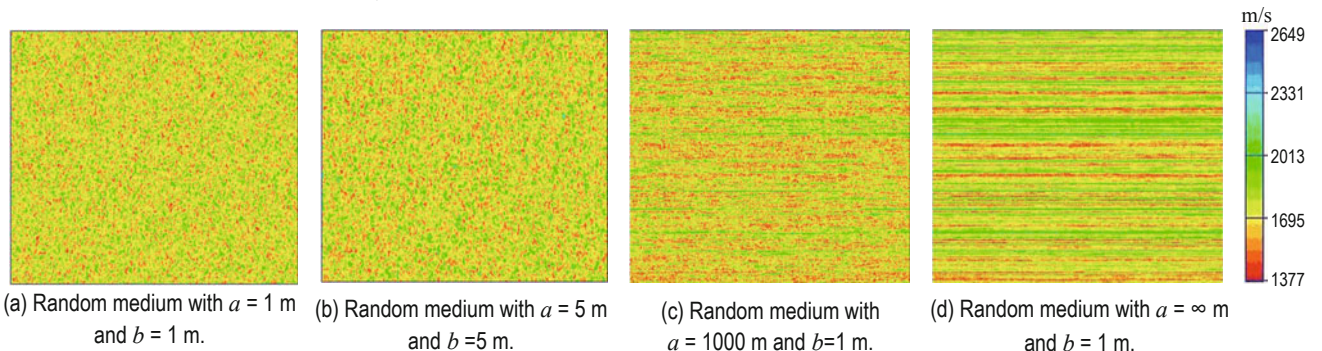 m/s
2649
2331
2013
1695
1377
(a) Random medium with a = 1 m
and b = 1 m.
(b) Random medium with a = 5 m
and b =5 m.
(c) Random medium with
a = 1000 m and b=1 m.
(d) Random medium with a = ∞ m
and b = 1 m.